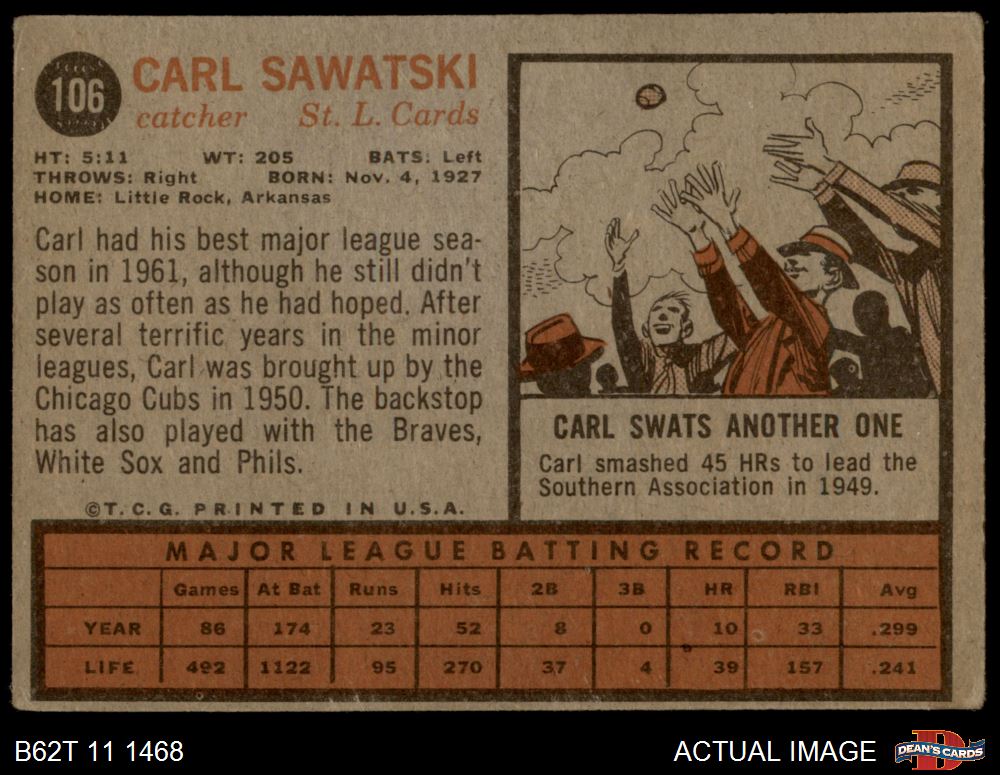 106
CARL SAWATSKI
catcher St. L. Cards
HT: 5:11 WT: 205 BATS: Left
THROWS: Right BORN: Nov. 4, 1927
HOME: Little Rock, Arkansas
Carl had his best major league sea-
son in 1961, although he still didn't
play as often as he had hoped. After
several terrific years in the minor
leagues, Carl was brought up by the
Chicago Cubs in 1950. The backstop
has also played with the Braves,
White Sox and Phils.
©T. C. G. PRINTED IN U.S.A.
CARL SWATS ANOTHER ONE
Carl smashed 45 HRs to lead the
Southern Association in 1949.
MAJOR LEAGUE BATTING RECORD
Games At Bat Runs Hits 2B 3B HR RBI Avg
YEAR 86 174 23 52 8 0 10 33 .299
LIFE 492 1122 95 270 37 4 39 157 .241
B62T 11 1468
ACTUAL IMAGE
D
DEAN'S CARDS